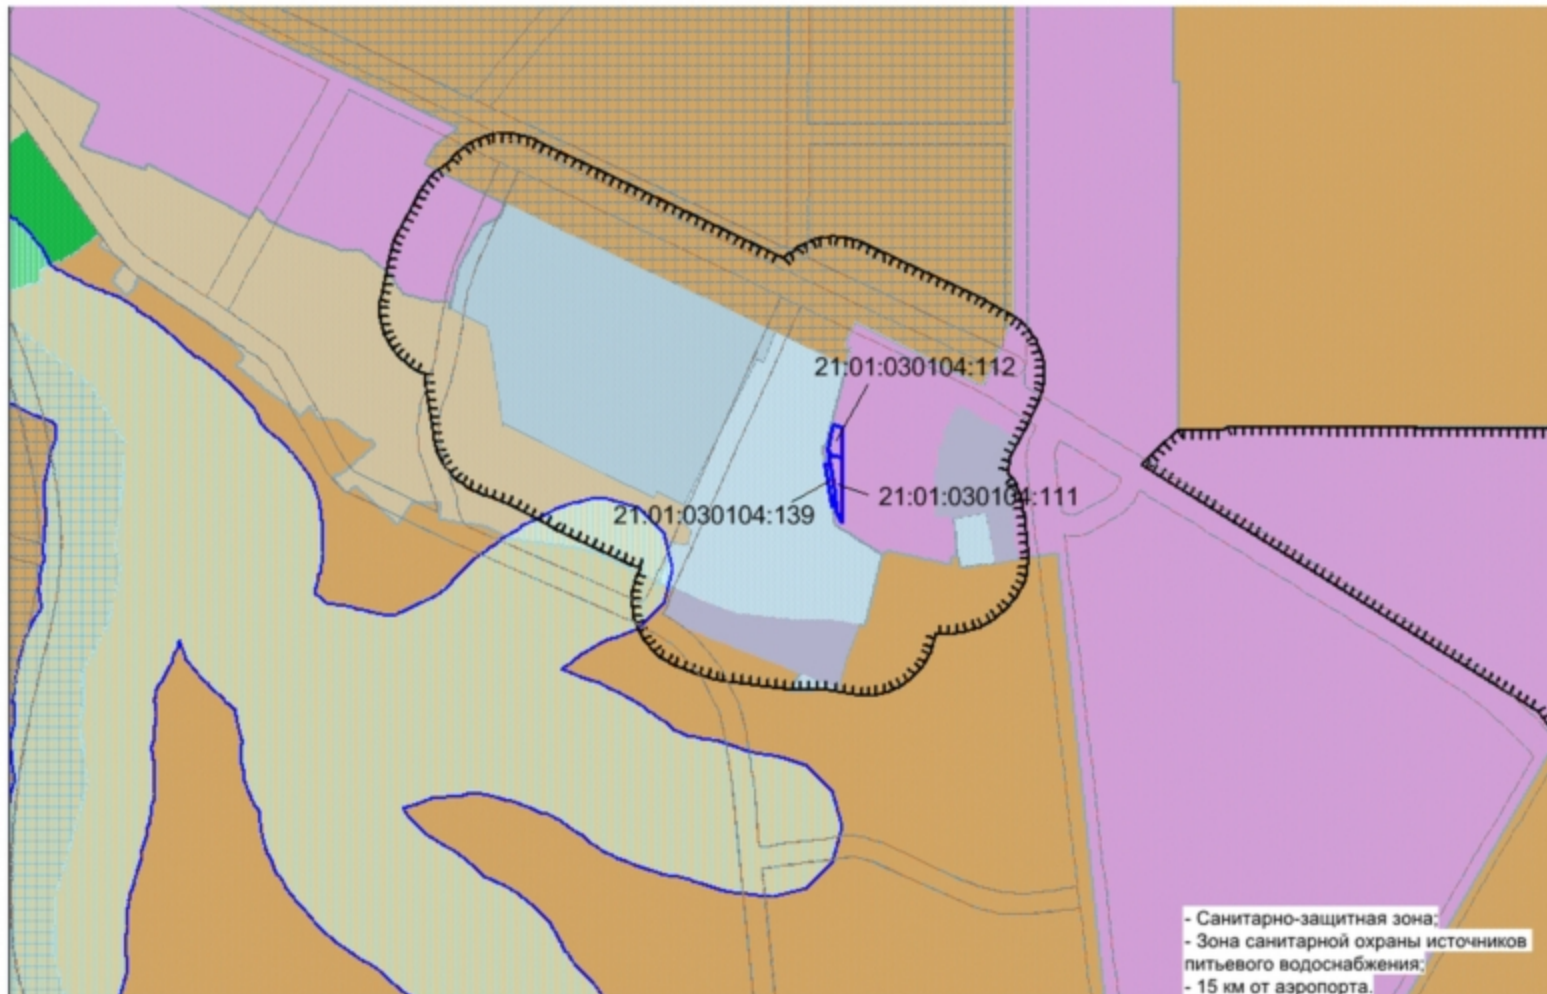 21:01:030104:112
21:01:030104:111
21:01:030104:139
- Санитарно-защитная зона;
- Зона санитарной охраны источников
питьевого водоснабжения;
- 15 км от аэропорта.